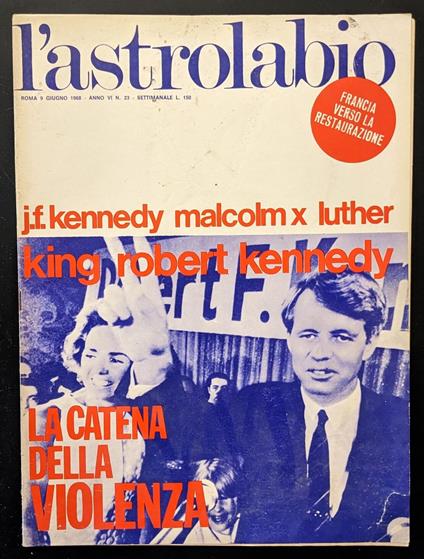 l'astrolabio
ROMA 9 GIUGNO 1968 - ANNO VI N. 23 - SETTIMANALE L. 150
FRANCIA
VERSO LA
RESTAURAZIONE
j.f. kennedy malcolm x luther
king robert kennedy
ert F. K
LA CATENA
DELLA
VIOLENZA